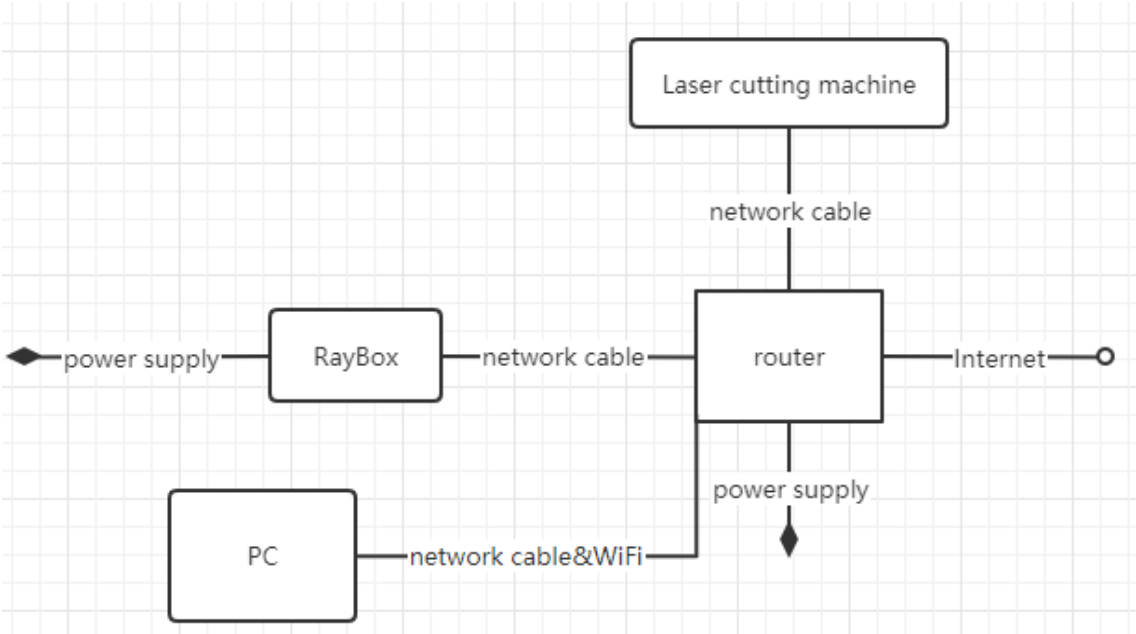 Laser cutting machine
network cable
power supply
RayBox
network cable
router
Internet
power supply
PC
network cable&WiFi